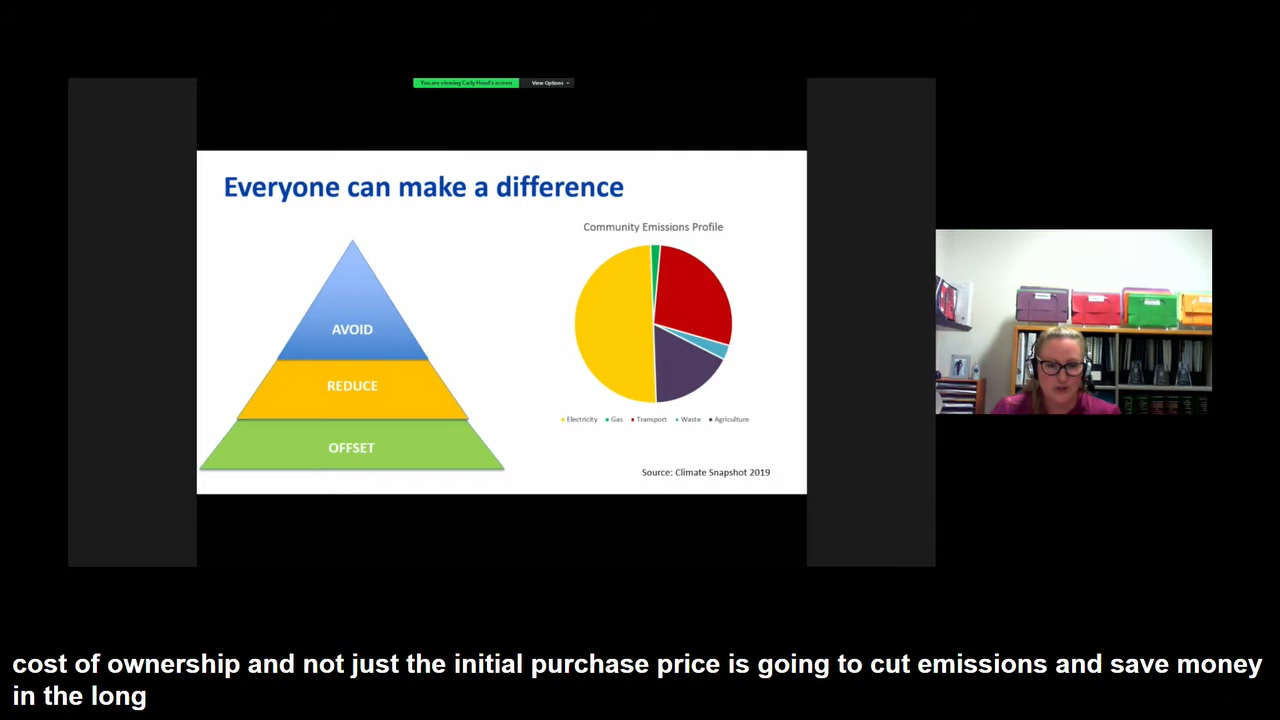 You are viewing Carly Hood's screen
View Options
Everyone can make a difference
Community Emissions Profile
AVOID
REDUCE
OFFSET
Electricity
Gas
Transport
Waste
Agriculture
Source: Climate Snapshot 2019
cost of ownership and not just the initial purchase price is going to cut emissions and save money
in the long